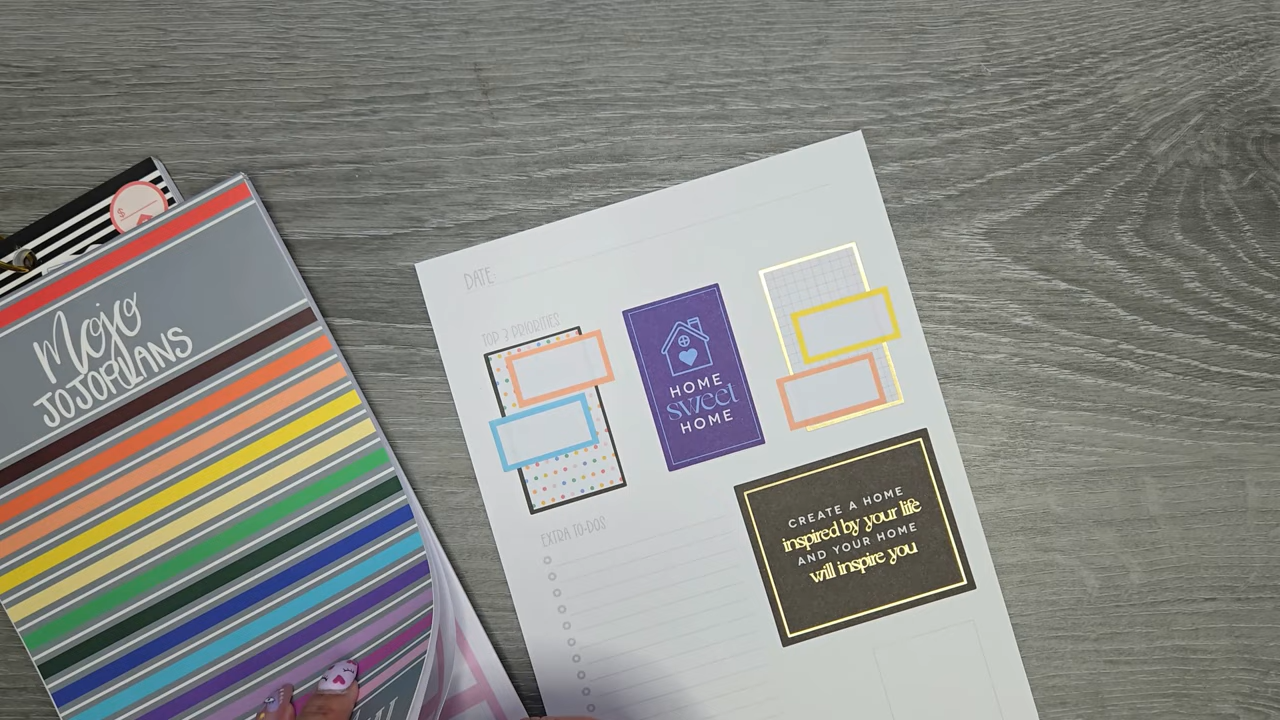 $
Mojo
JOJOPLANS
DATE:
TOP 3 PRIORITIES
HOME
sweet
HOME
CREATE A HOME
inspired by your life
AND YOUR HOME
will inspire you
EXTRA TO-DOS